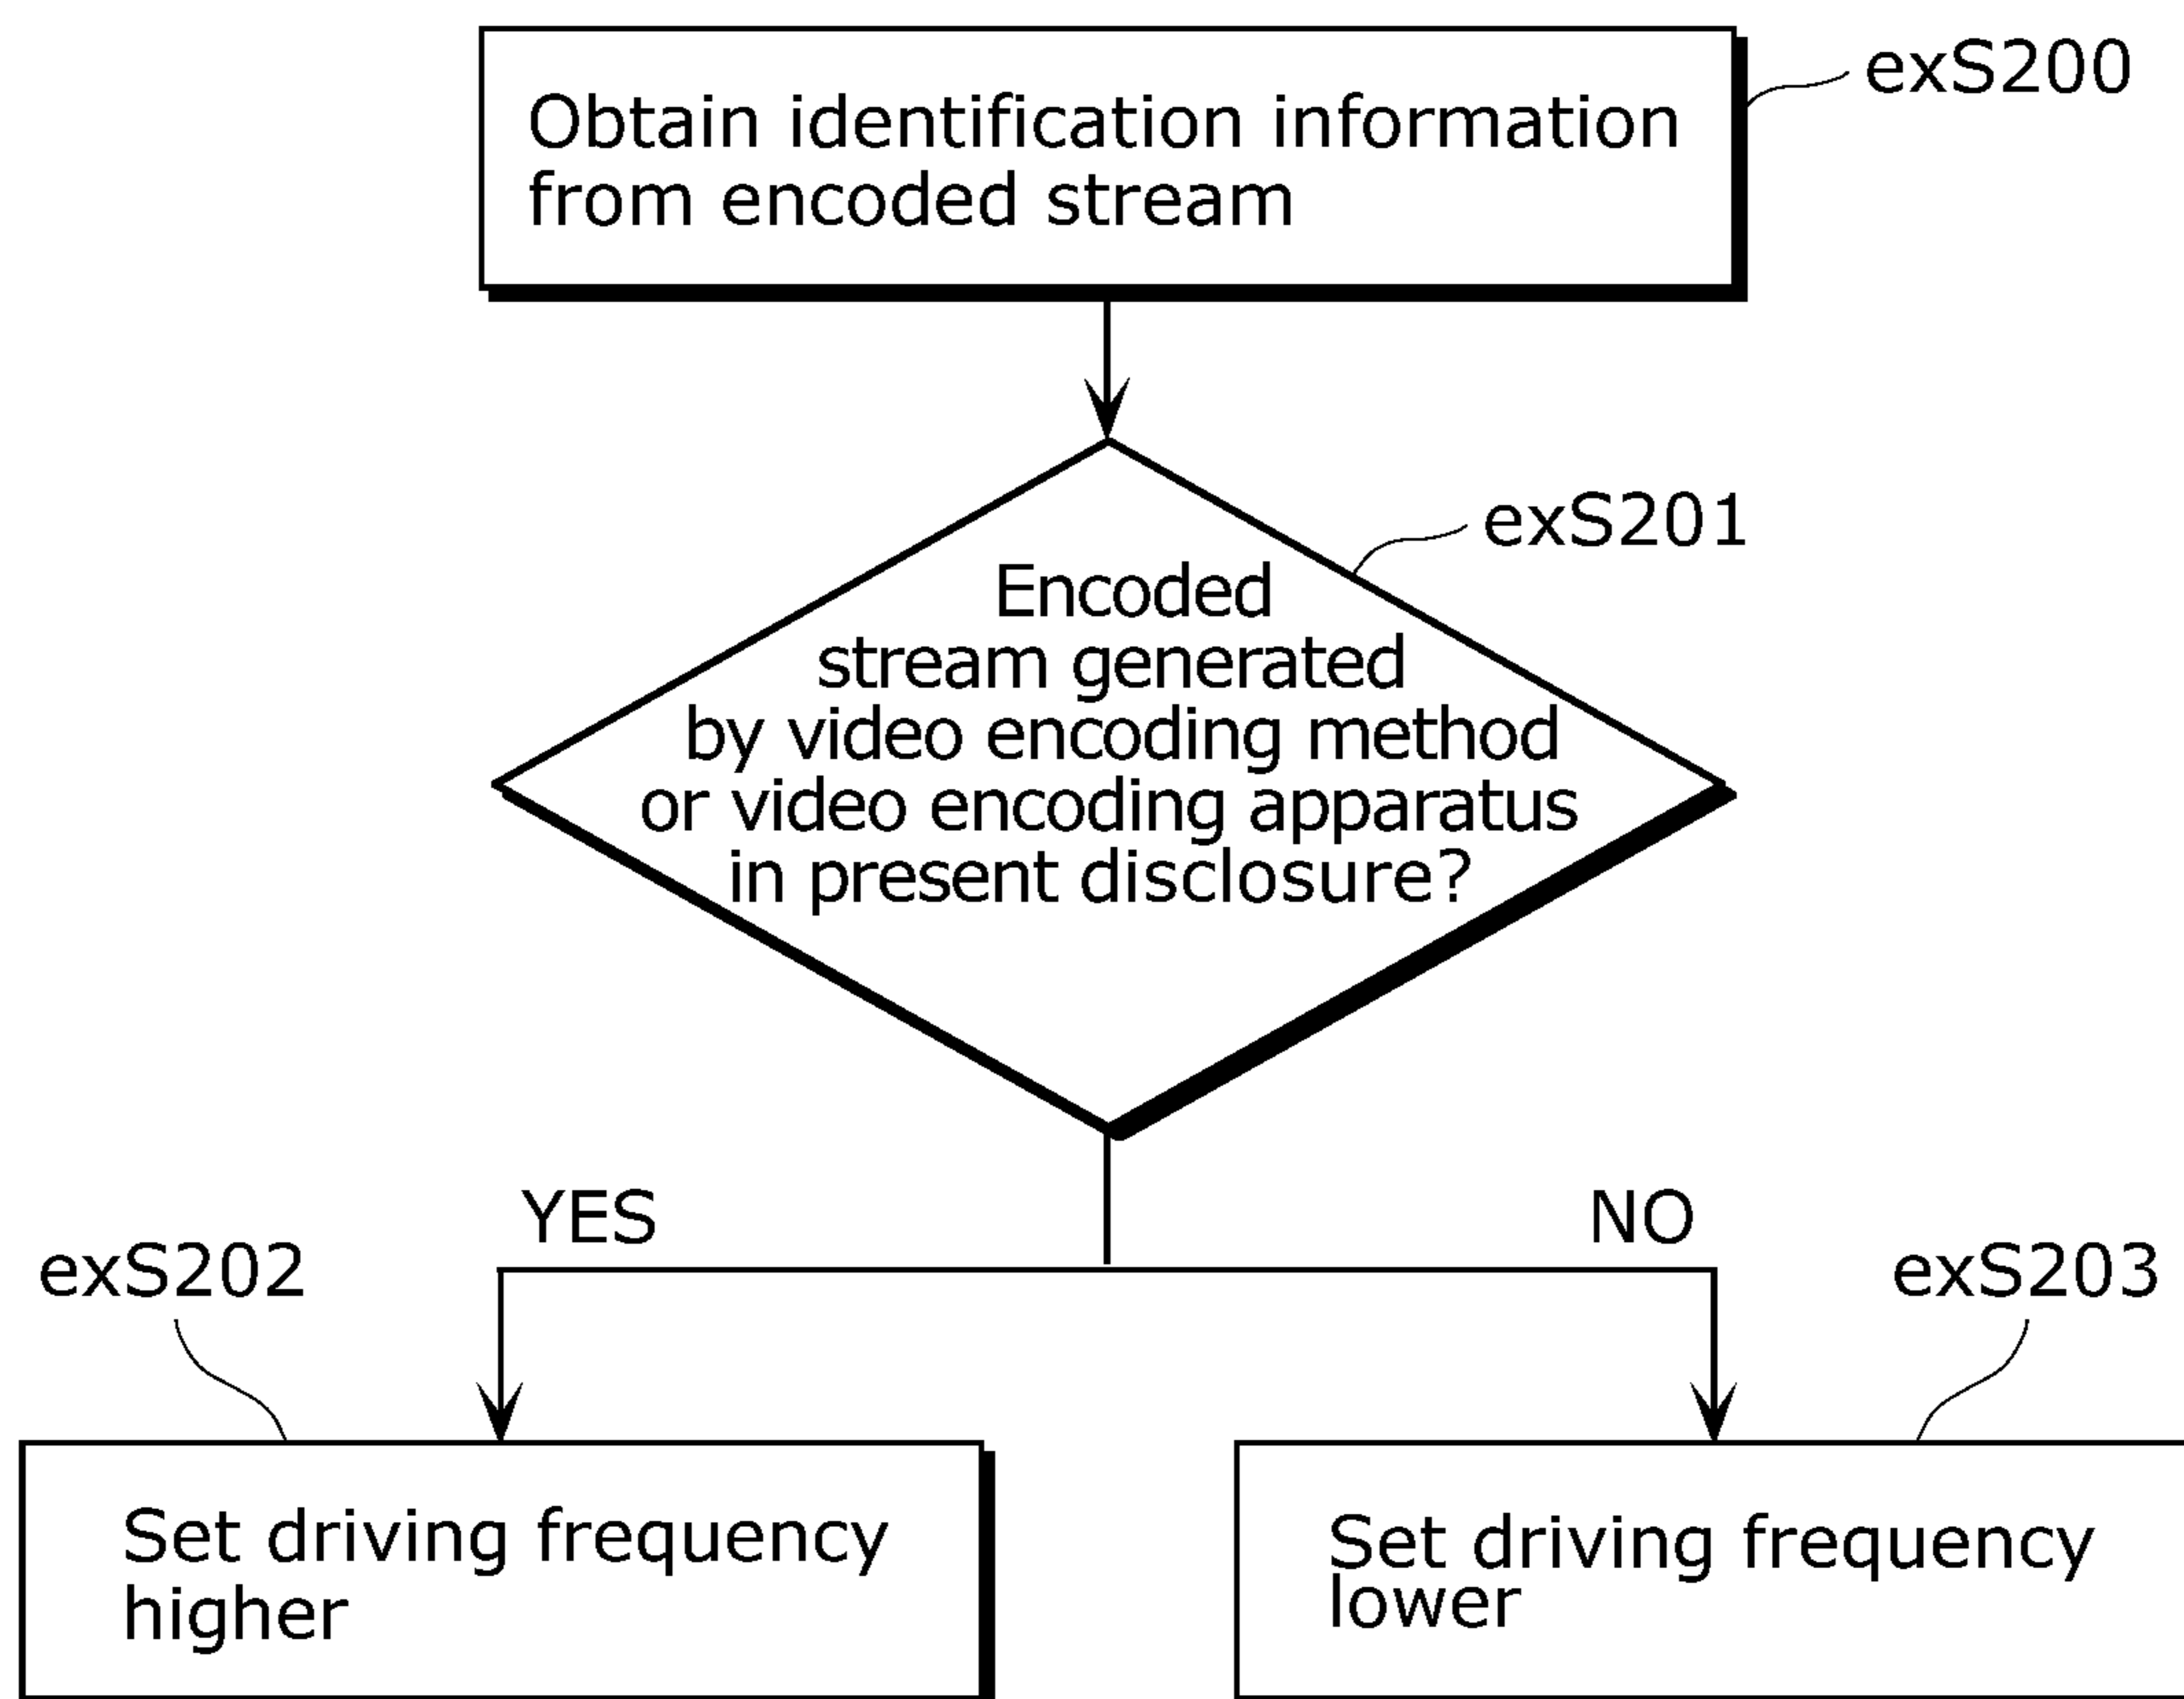 Obtain identification information
from encoded stream
exS200
exS201
Encoded
stream generated
by video encoding method
or video encoding apparatus
in present disclosure?
YES
NO
exS202
exS203
Set driving frequency
higher
Set driving frequency
lower